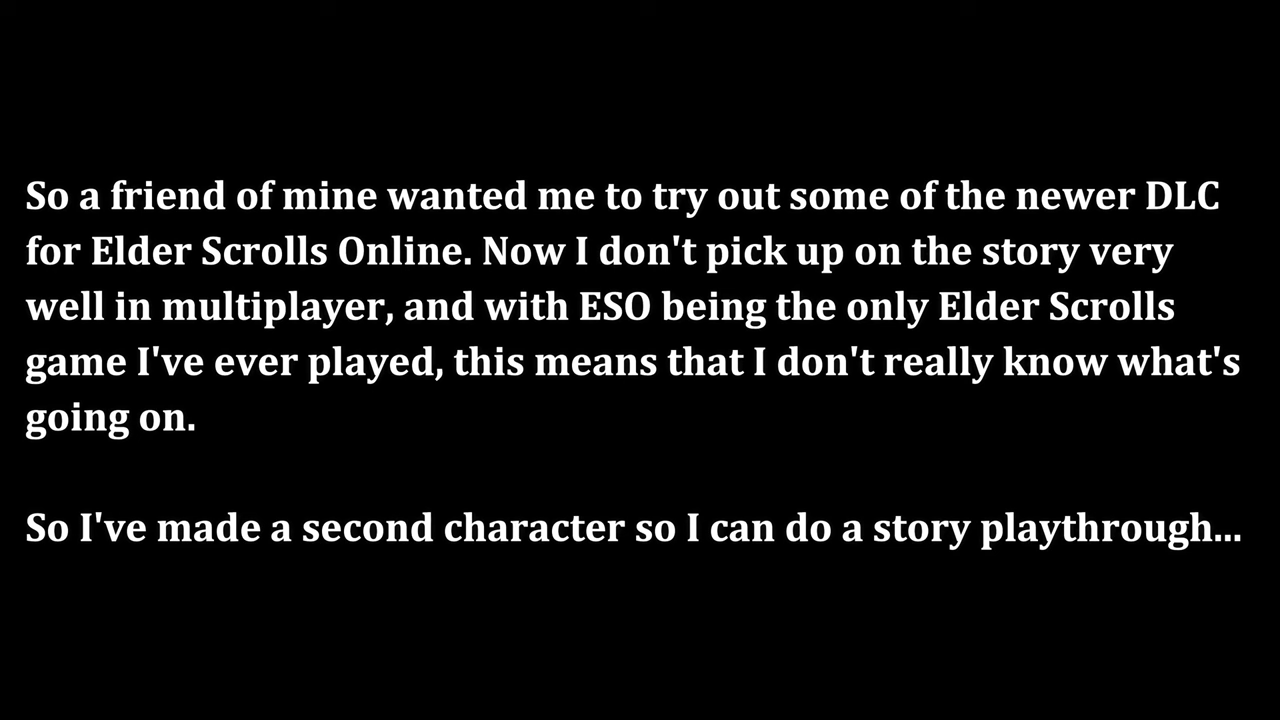 So a friend of mine wanted me to try out some of the newer DLC
for Elder Scrolls Online. Now I don't pick up on the story very
well in multiplayer, and with ESO being the only Elder Scrolls
game I've ever played, this means that I don't really know what's
going on.
So I've made a second character so I can do a story playthrough...